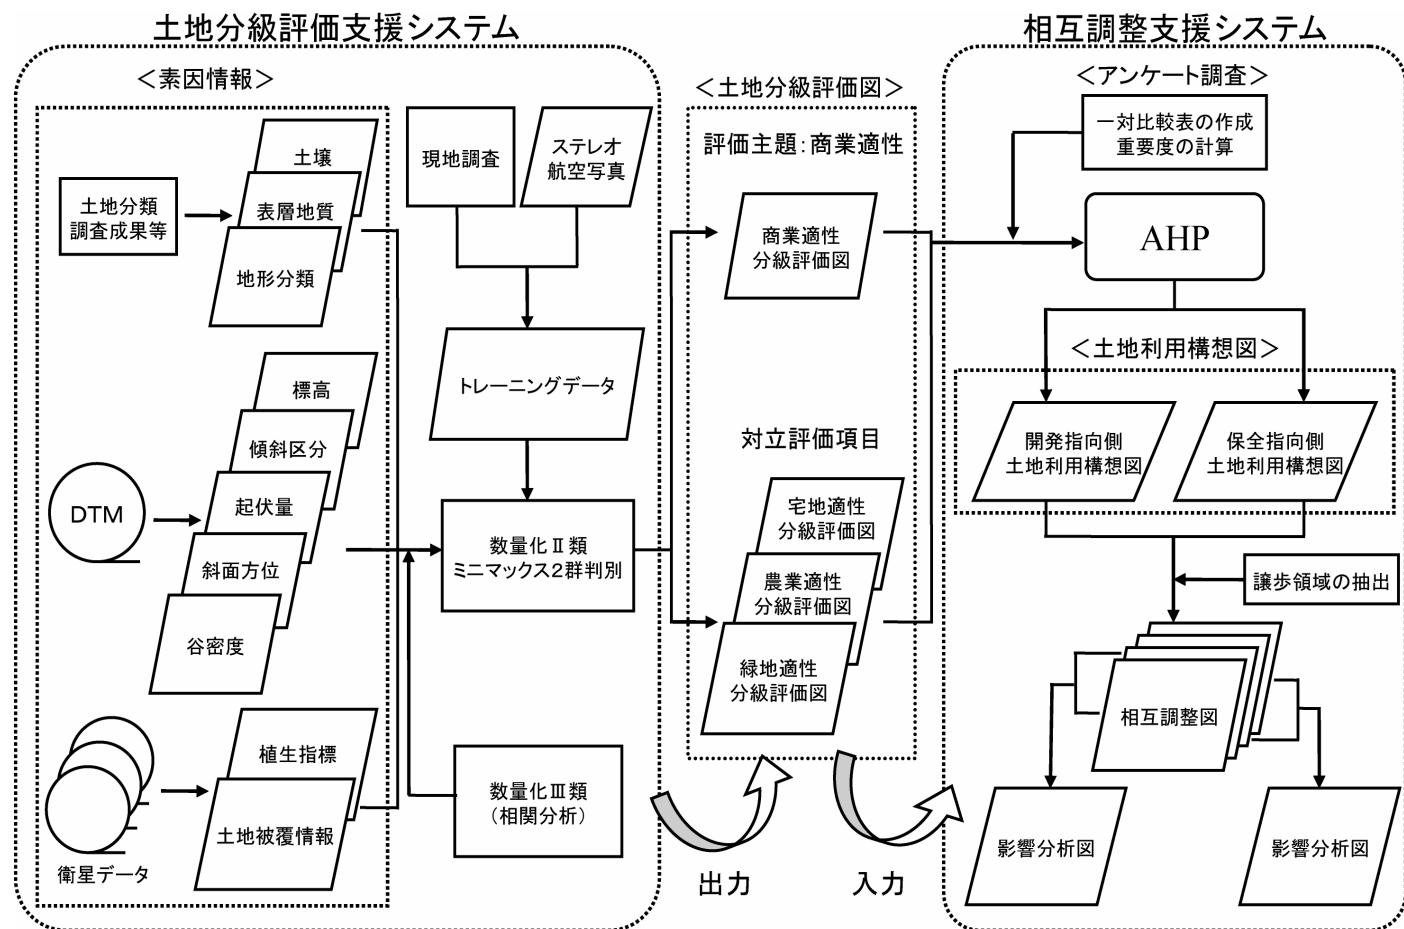 土地分級評価支援システム
＜素因情報＞
土地分類
調査成果等
土壌
表層地質
地形分類
DTM
標高
傾斜区分
起伏量
斜面方位
谷密度
衛星データ
植生指標
土地被覆情報
現地調査
ステレオ
航空写真
トレーニングデータ
数量化Ⅱ類
ミニマックス２群判別
数量化Ⅲ類
（相関分析）
＜土地分級評価図＞
評価主題：商業適性
商業適性
分級評価図
対立評価項目
宅地適性
分級評価図
農業適性
分級評価図
緑地適性
分級評価図
出力
入力
相互調整支援システム
＜アンケート調査＞
一対比較表の作成
重要度の計算
AHP
＜土地利用構想図＞
開発指向側
土地利用構想図
保全指向側
土地利用構想図
譲歩領域の抽出
相互調整図
影響分析図
影響分析図